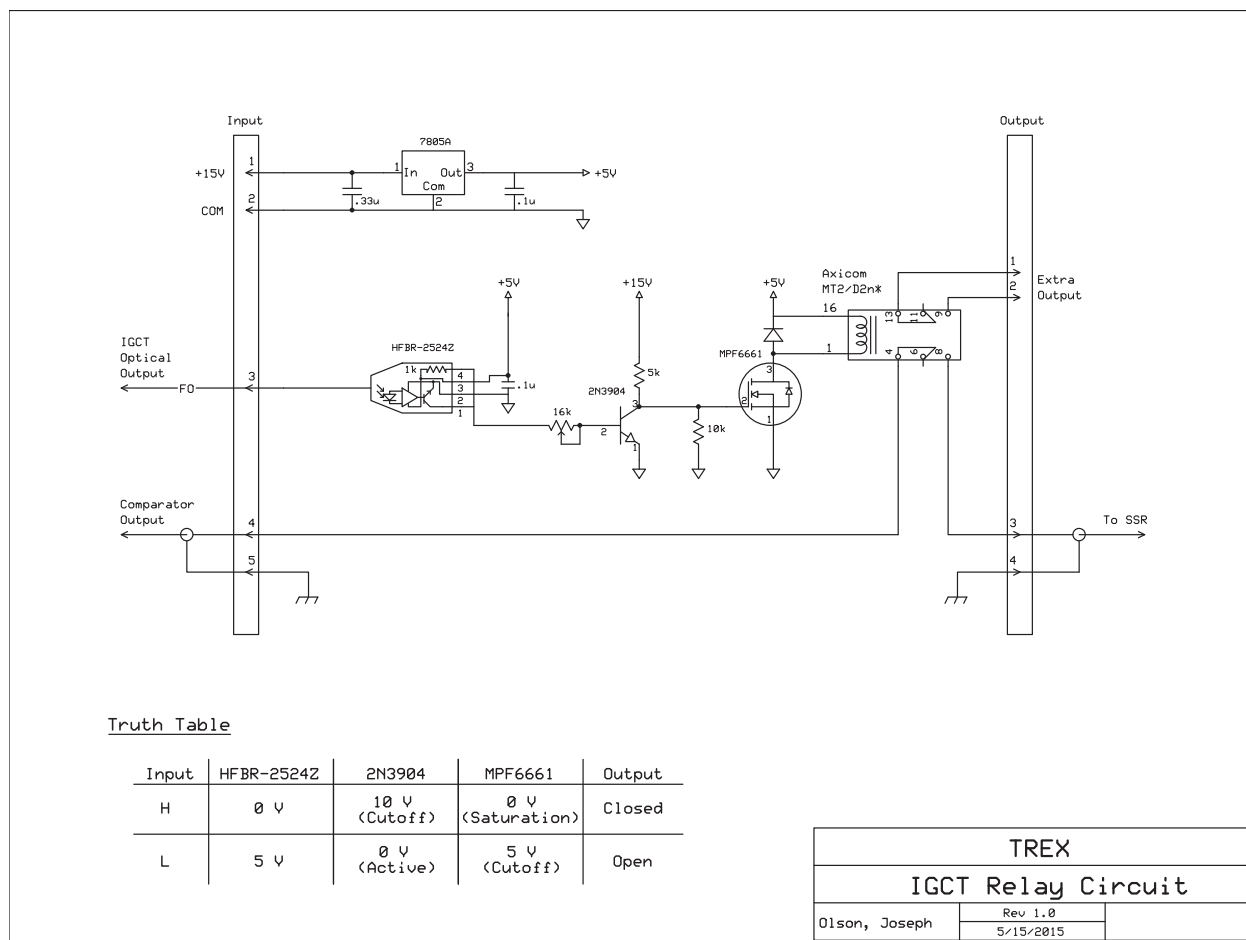 Input
Output
7805A
1
In
Out
3
Com
2
+15V
1
COM
2
.33u
.1u
+5V
1
2
Extra
Output
Axicom
MT2/D2n*
16
1
13
11
9
4
6
8
+5V
+15V
+5V
IGCT
Optical
Output
FO
3
HFBR-2524Z
1k
4
3
2
1
.1u
16k
2N3904
2
3
1
5k
10k
MPF6661
3
2
1
Comparator
Output
4
5
3
To SSR
4
Truth Table
Input HFBR-2524Z 2N3904 MPF6661 Output
H 0 V 10 V (Cutoff) 0 V (Saturation) Closed
L 5 V 0 V (Active) 5 V (Cutoff) Open
TREX
IGCT Relay Circuit
Olson, Joseph
Rev 1.0
5/15/2015